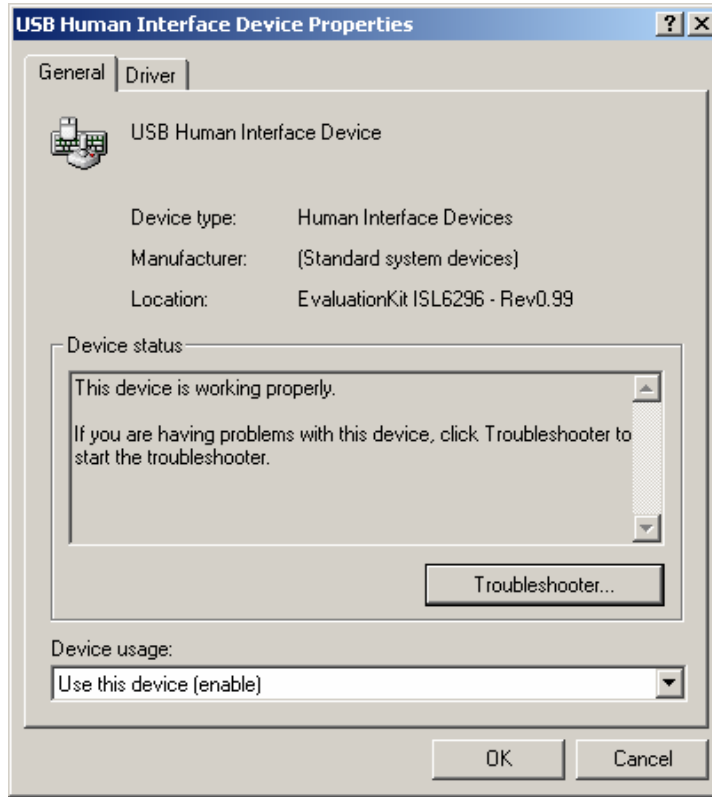 USB Human Interface Device Properties
General
Driver
USB Human Interface Device
Device type: Human Interface Devices
Manufacturer: (Standard system devices)
Location: EvaluationKit ISL6296 - Rev0.99
Device status
This device is working properly.
If you are having problems with this device, click Troubleshooter to
start the troubleshooter.
Troubleshooter...
Device usage:
Use this device (enable)
OK
Cancel